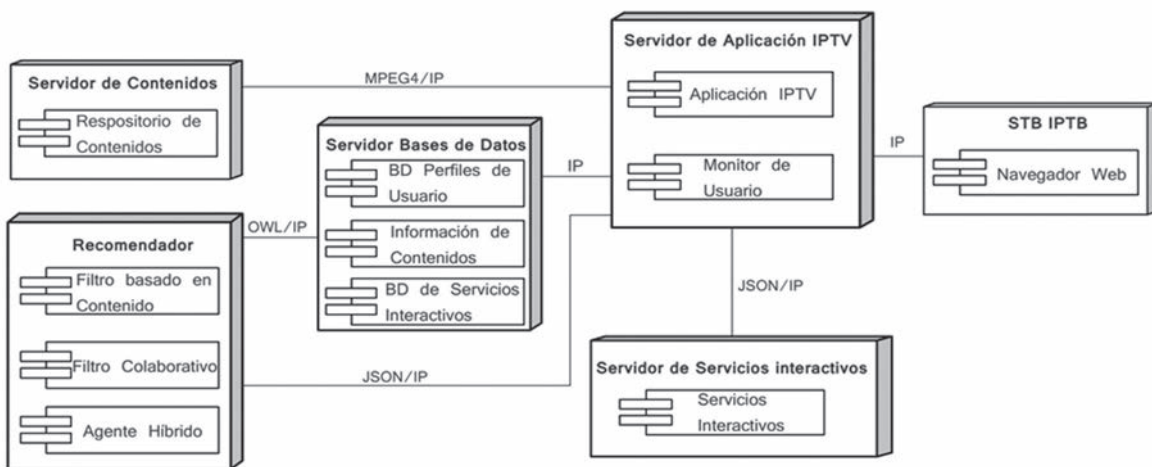 Servidor de Contenidos
Respositorio de
Contenidos
MPEG4/IP
Servidor de Aplicación IPTV
Aplicación IPTV
Monitor de
Usuario
IP
STB IPTB
Navegador Web
Servidor Bases de Datos
BD Perfiles de
Usuario
Información de
Contenidos
BD de Servicios
Interactivos
IP
OWL/IP
Recomendador
Filtro basado en
Contenido
Filtro Colaborativo
Agente Híbrido
JSON/IP
JSON/IP
Servidor de Servicios interactivos
Servicios
Interactivos